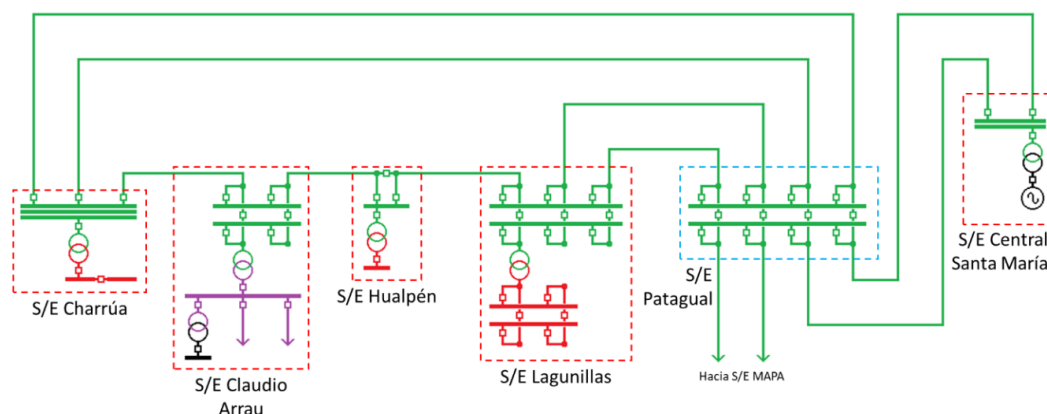 S/E Charrúa
S/E Claudio
Arrau
S/E Hualpén
S/E Lagunillas
S/E
Patagual
Hacia S/E MAPA
S/E Central
Santa María